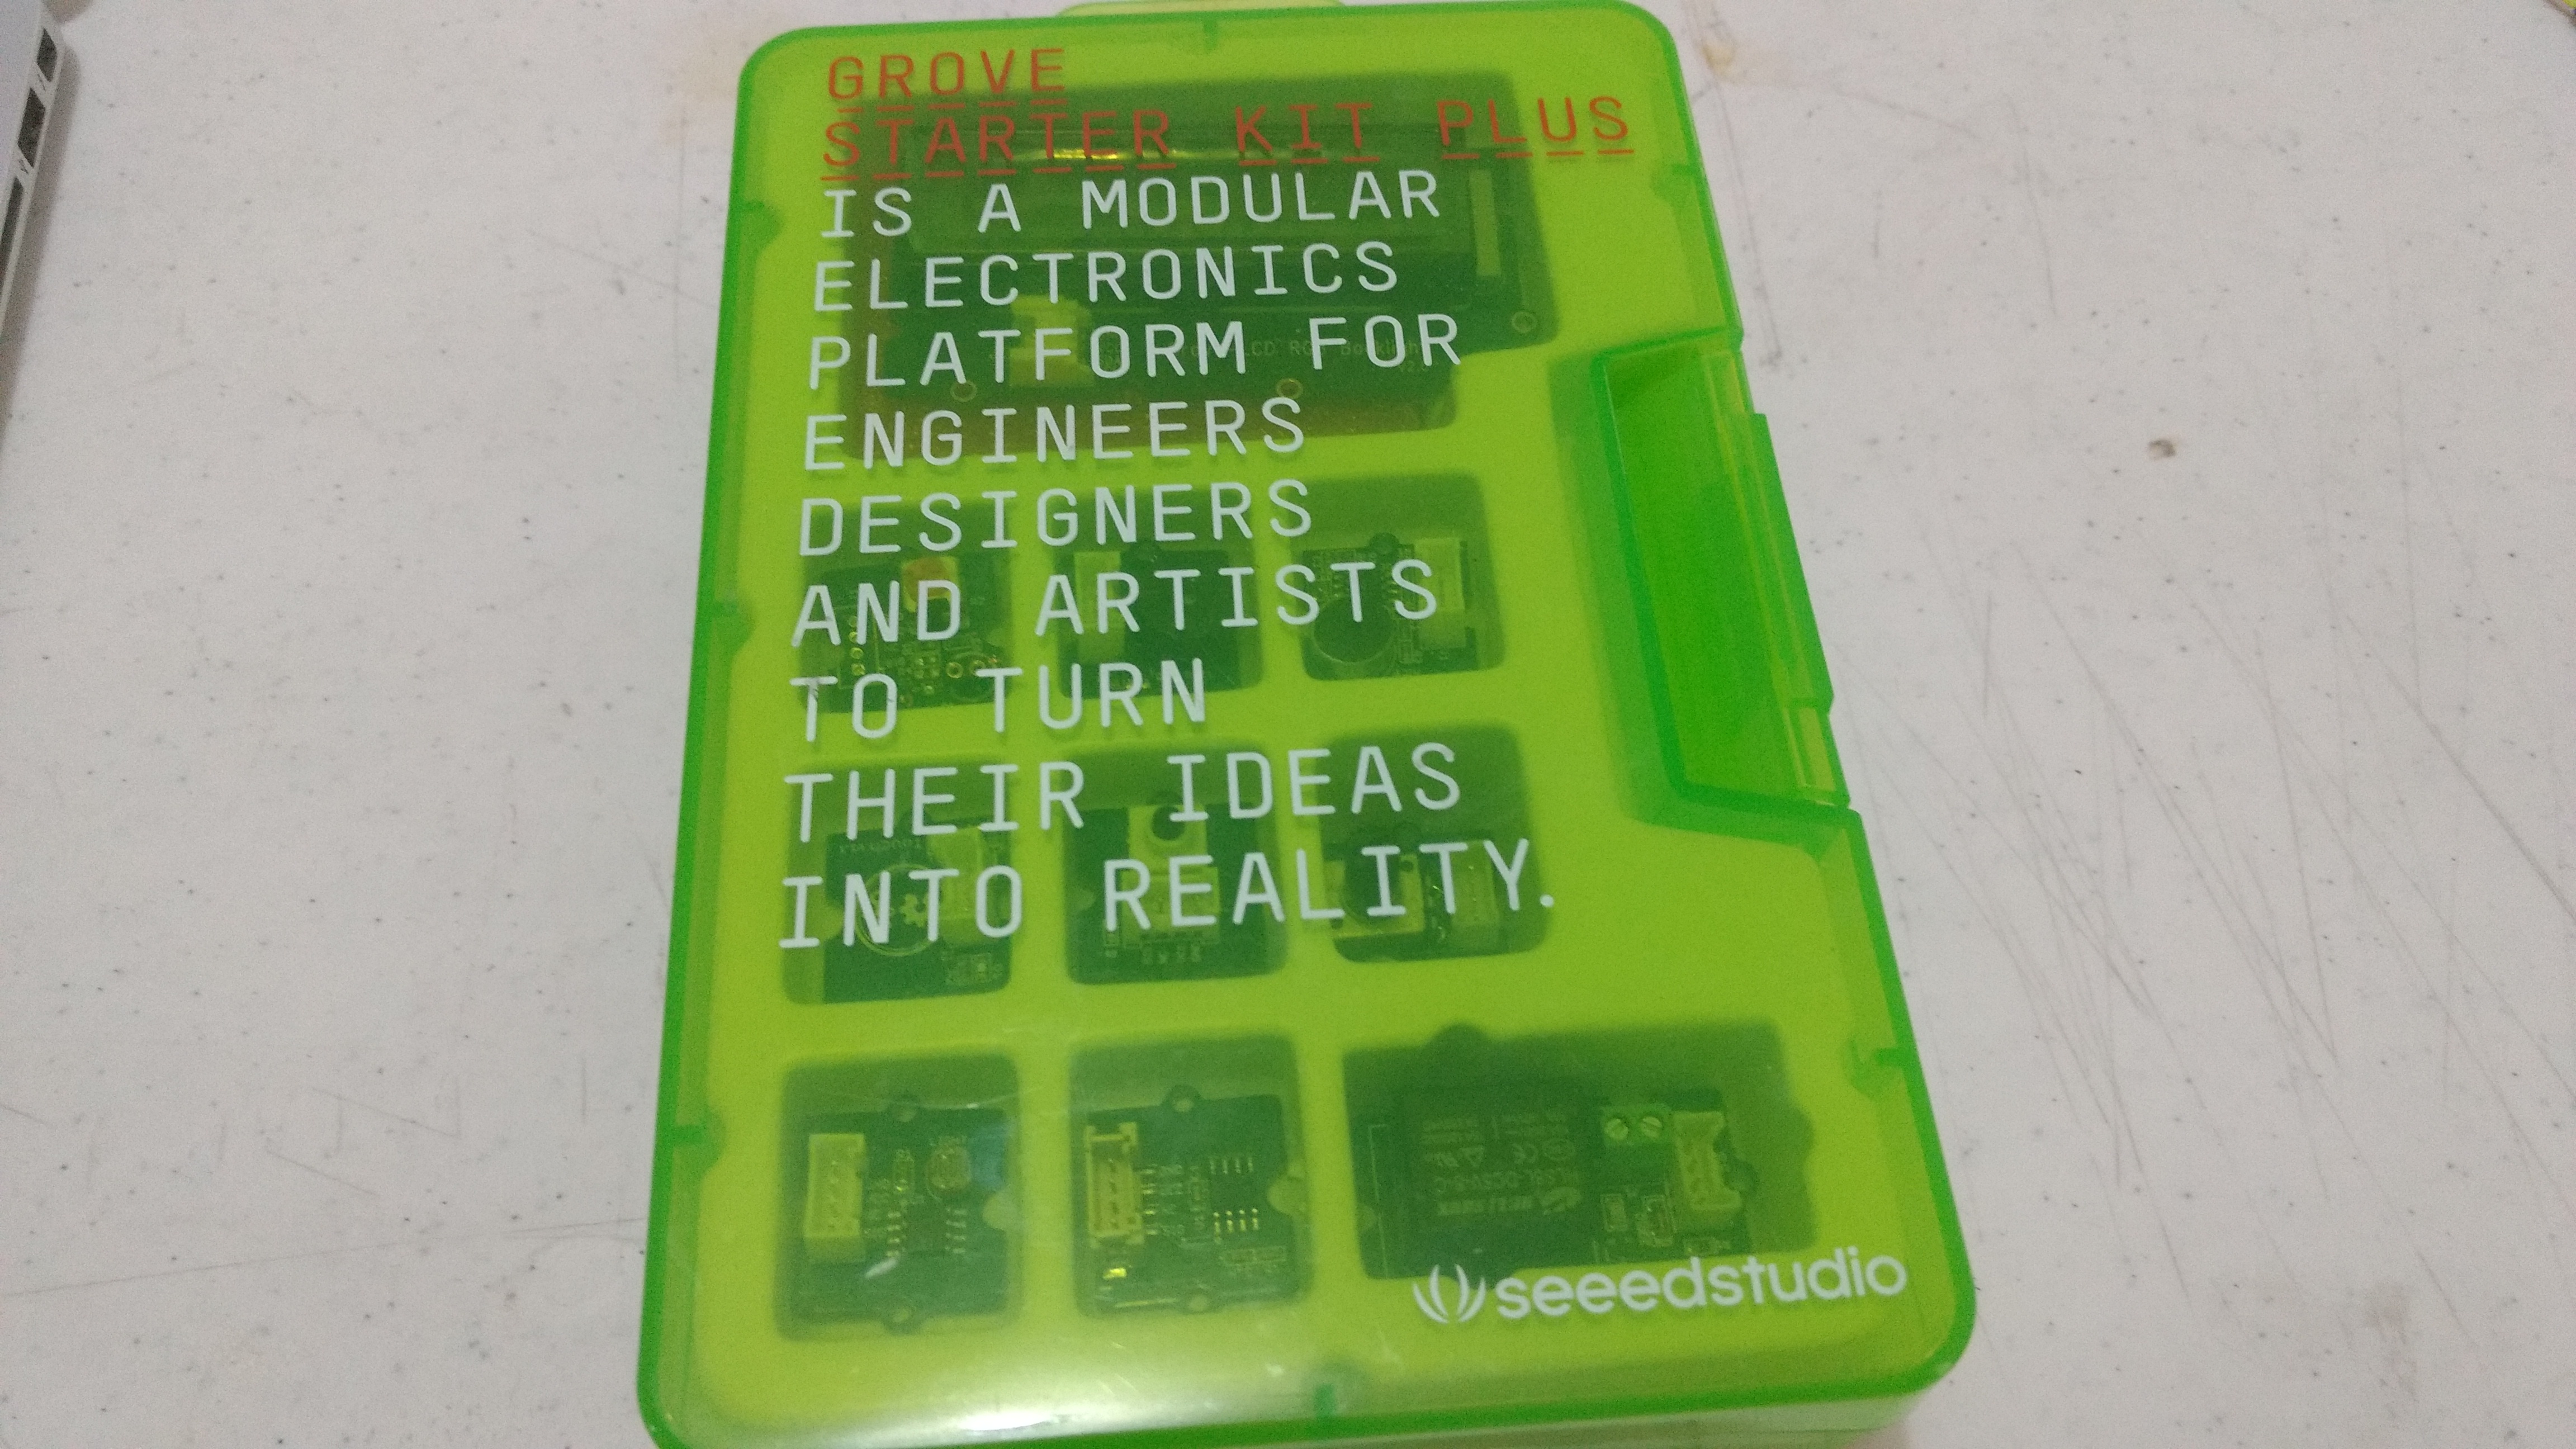 GROVE
STARTER KIT PLUS
IS A MODULAR
ELECTRONICS
PLATFORM FOR
ENGINEERS
DESIGNERS
AND ARTISTS
TO TURN
THEIR IDEAS
INTO REALITY.
seeedstudio